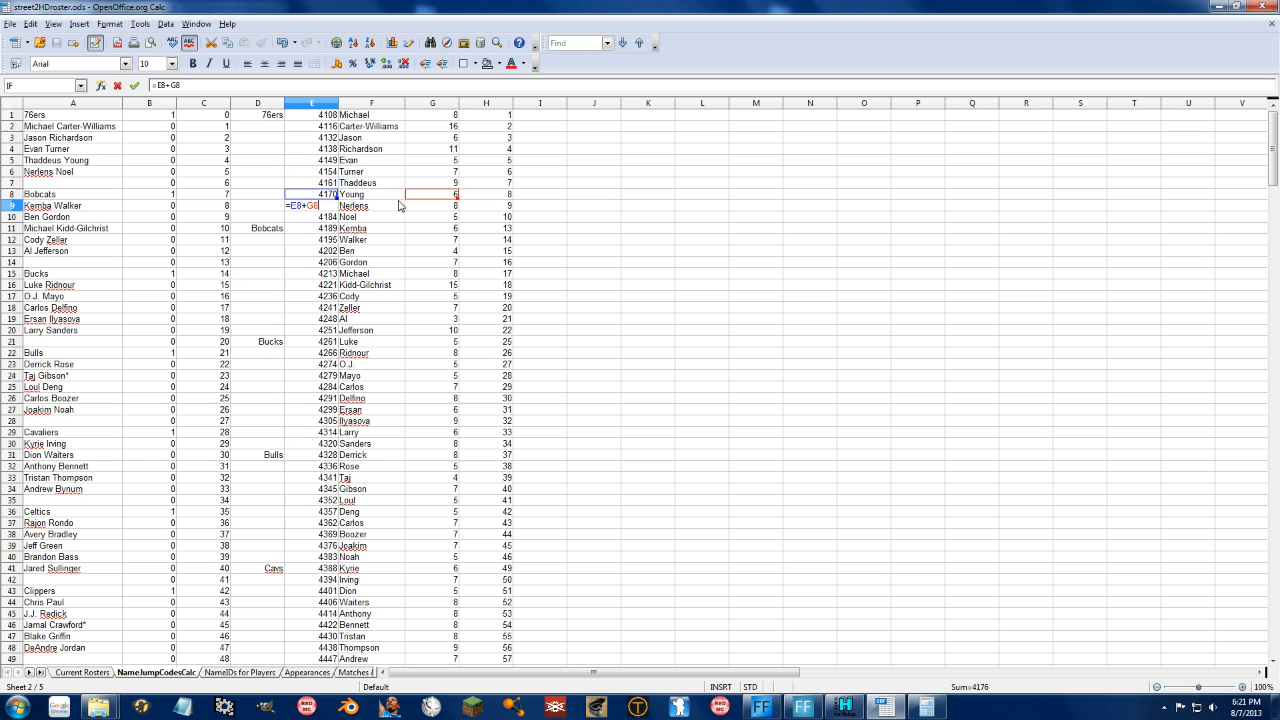 street2HDroster.ods - OpenOffice.org Calc
File Edit View Insert Format Tools Data Window Help
Find
Arial 10
IF =E8+G8
A B C D E F G H I J K L M N O P Q R S T U V
1 76ers 1 0 76ers 4108 Michael 8 1
2 Michael Carter-Williams 0 1 4116 Carter-Williams 16 2
3 Jason Richardson 0 2 4132 Jason 6 3
4 Evan Turner 0 3 4138 Richardson 11 4
5 Thaddeus Young 0 4 4149 Evan 5 5
6 Nerlens Noel 0 5 4154 Turner 7 6
7 0 6 4161 Thaddeus 9 7
8 Bobcats 1 7 4170 Young 6 8
9 Kemba Walker 0 8 =E8+G8 Nerlens 8 9
10 Ben Gordon 0 9 4184 Noel 5 10
11 Michael Kidd-Gilchrist 0 10 Bobcats 4189 Kemba 6 13
12 Cody Zeller 0 11 4195 Walker 7 14
13 Al Jefferson 0 12 4202 Ben 4 15
14 0 13 4206 Gordon 7 16
15 Bucks 1 14 4213 Michael 8 17
16 Luke Ridnour 0 15 4221 Kidd-Gilchrist 15 18
17 O.J. Mayo 0 16 4236 Cody 5 19
18 Carlos Delfino 0 17 4241 Zeller 7 20
19 Ersan Ilyasova 0 18 4248 Al 3 21
20 Larry Sanders 0 19 4251 Jefferson 10 22
21 0 20 Bucks 4261 Luke 5 25
22 Bulls 1 21 4266 Ridnour 8 26
23 Derrick Rose 0 22 4274 O.J. 5 27
24 Taj Gibson* 0 23 4279 Mayo 5 28
25 Loul Deng 0 24 4284 Carlos 7 29
26 Carlos Boozer 0 25 4291 Delfino 8 30
27 Joakim Noah 0 26 4299 Ersan 6 31
28 0 27 4305 Ilyasova 9 32
29 Cavaliers 1 28 4314 Larry 6 33
30 Kyrie Irving 0 29 4320 Sanders 8 34
31 Dion Waiters 0 30 Bulls 4328 Derrick 8 37
32 Anthony Bennett 0 31 4336 Rose 5 38
33 Tristan Thompson 0 32 4341 Taj 4 39
34 Andrew Bynum 0 33 4345 Gibson 7 40
35 0 34 4352 Loul 5 41
36 Celtics 1 35 4357 Deng 5 42
37 Rajon Rondo 0 36 4362 Carlos 7 43
38 Avery Bradley 0 37 4369 Boozer 7 44
39 Jeff Green 0 38 4376 Joakim 7 45
40 Brandon Bass 0 39 4383 Noah 5 46
41 Jared Sullinger 0 40 Cavs 4388 Kyrie 6 49
42 0 41 4394 Irving 7 50
43 Clippers 1 42 4401 Dion 5 51
44 Chris Paul 0 43 4406 Waiters 8 52
45 J.J. Redick 0 44 4414 Anthony 8 53
46 Jamal Crawford* 0 45 4422 Bennett 8 54
47 Blake Griffin 0 46 4430 Tristan 8 55
48 DeAndre Jordan 0 47 4438 Thompson 9 56
49 0 48 4447 Andrew 7 57
Current Rosters NameJumpCodesCalc NameIDs for Players Appearances Matches
Sheet 2 / 5 Default INSRT STD Sum=4176 100%
6:21 PM
8/7/2013